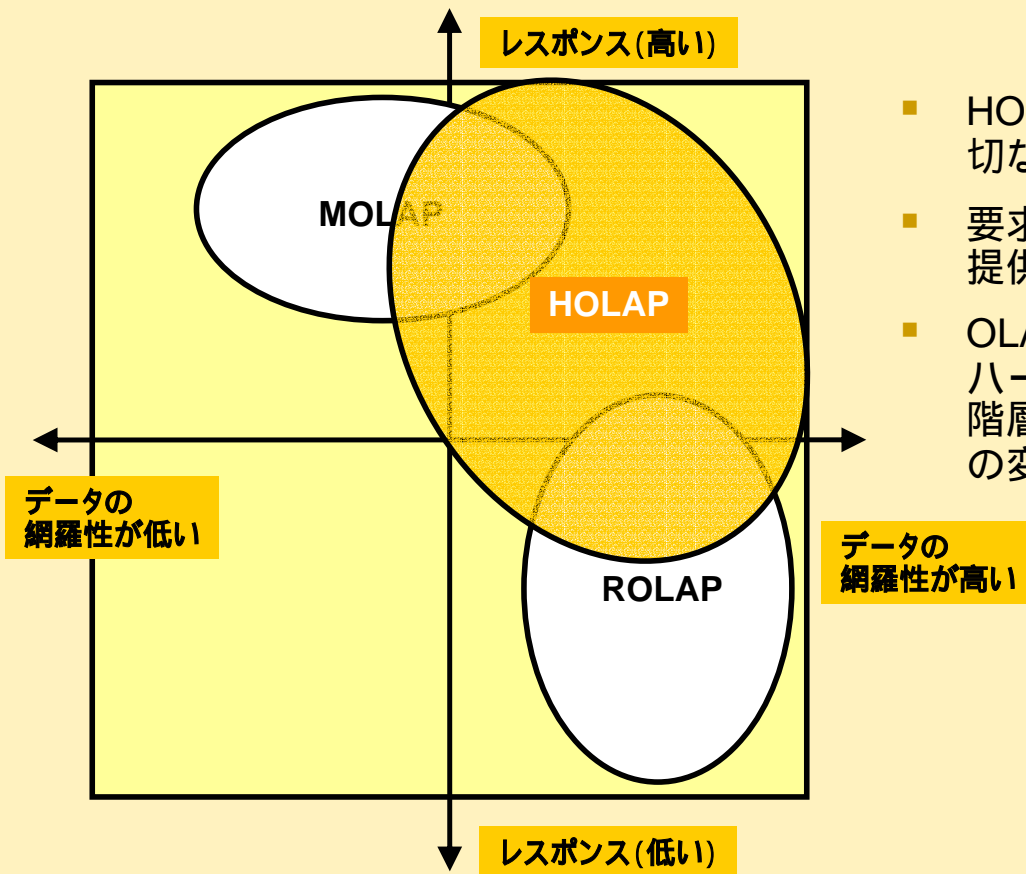 レスポンス(高い)
MOLAP
HOLAP
ROLAP
データの
網羅性が低い
データの
網羅性が高い
レスポンス(低い)
HO
切な
要求
提供
OLA
ハー
階層
の変